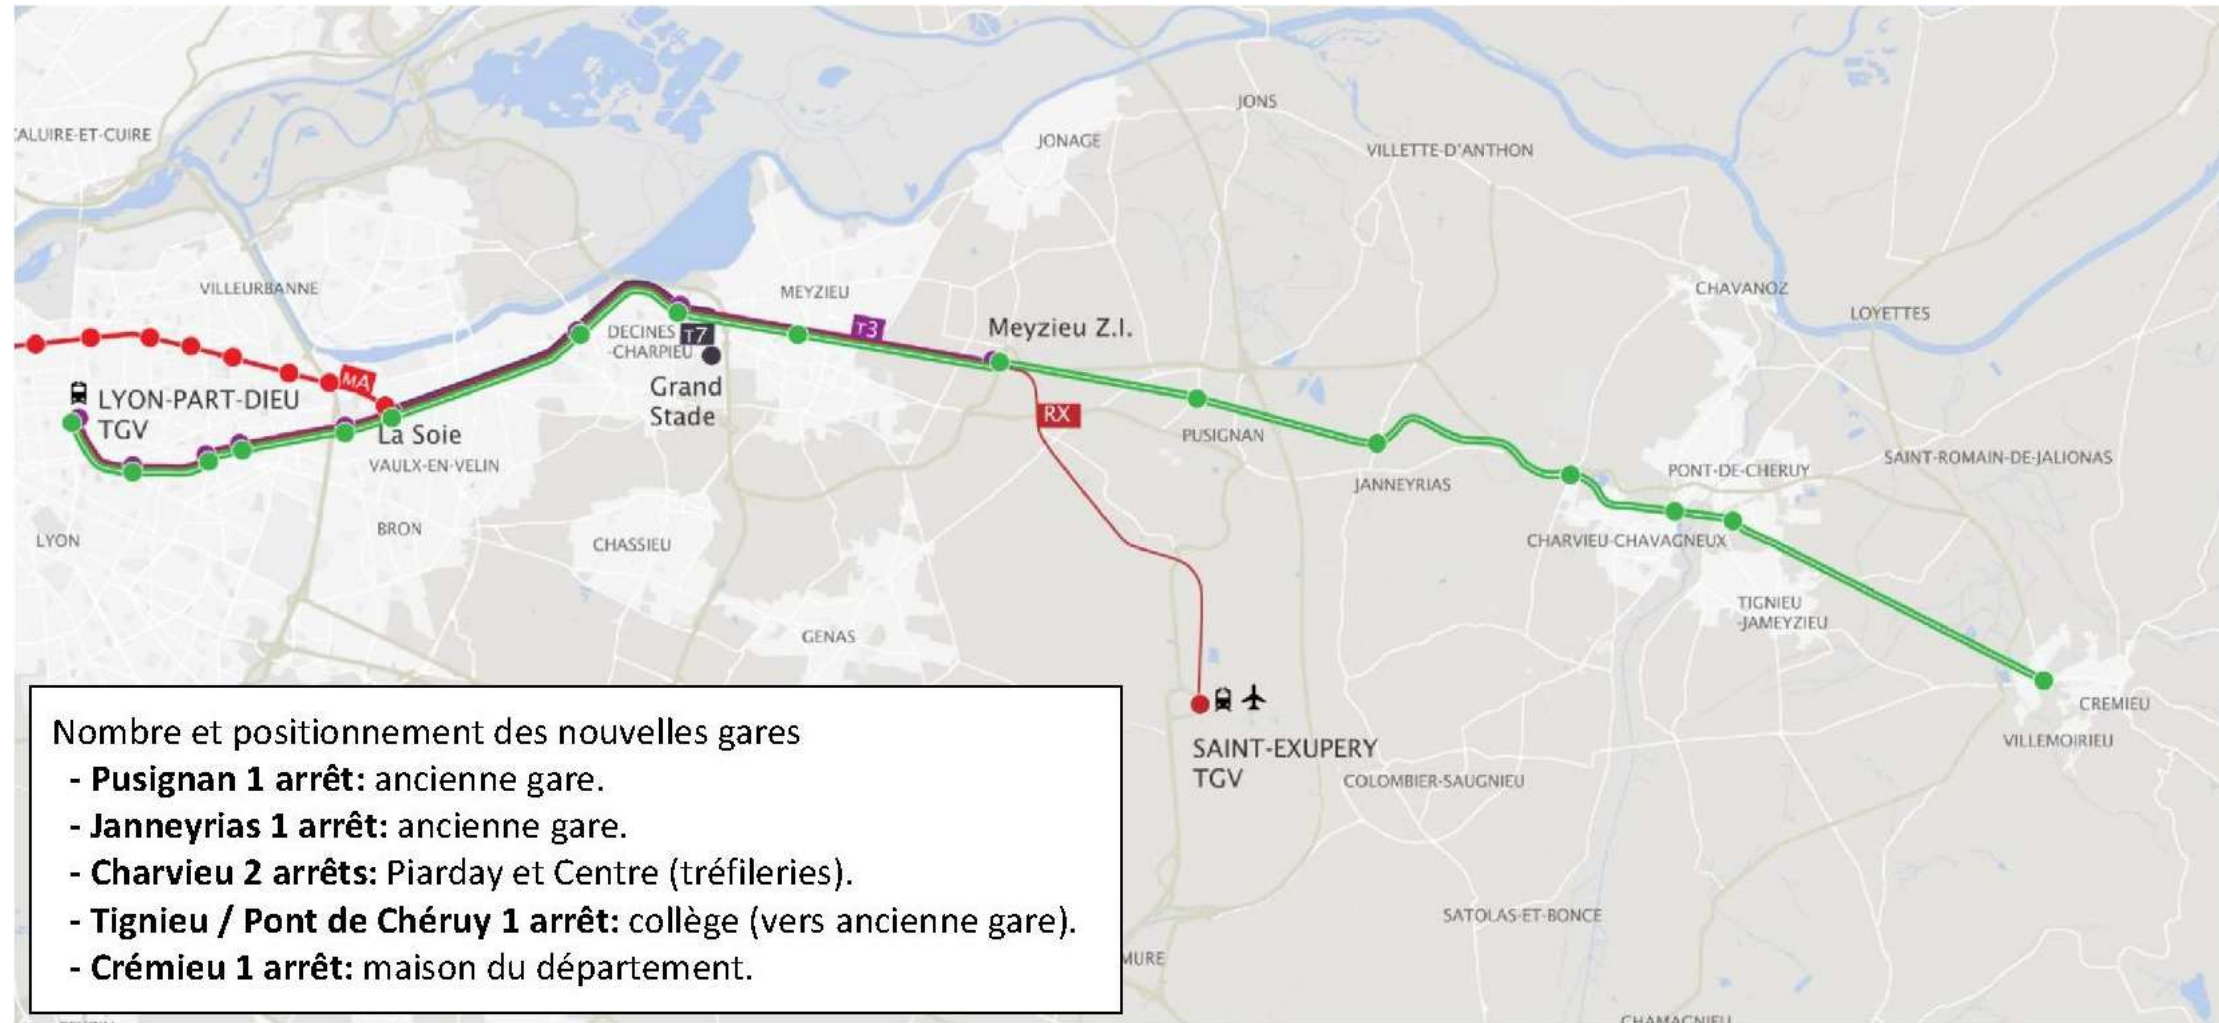 JONS
ALUIRE-ET-CUIRE
JONAGE
VILLETTE-D'ANTHON
VILLEURBANNE
MEYZIEU
CHAVANOZ
LOYETTES
DECINES
-CHARPIEU
T7
T3
Meyzieu Z.I.
MA
LYON-PART-DIEU
TGV
Grand
Stade
RX
La Soie
VAULX-EN-VELIN
PUSIGNAN
JANNEYRIAS
PONT-DE-CHERUY
SAINT-ROMAIN-DE-JALIONAS
LYON
BRON
CHASSIEU
CHARVIEU-CHAVAGNEUX
TIGNIEU
-JAMEYZIEU
GENAS
CREMIEU
VILLEMOIRIEU
SAINT-EXUPERY
TGV
COLOMBIER-SAUGNIEU
SATOLAS-ET-BONCE
MURE
Nombre et positionnement des nouvelles gares
- Pusignan 1 arrêt: ancienne gare.
- Janneyrias 1 arrêt: ancienne gare.
- Charvieu 2 arrêts: Piarday et Centre (tréfileries).
- Tignieu / Pont de Chéruy 1 arrêt: collège (vers ancienne gare).
- Crémieu 1 arrêt: maison du département.